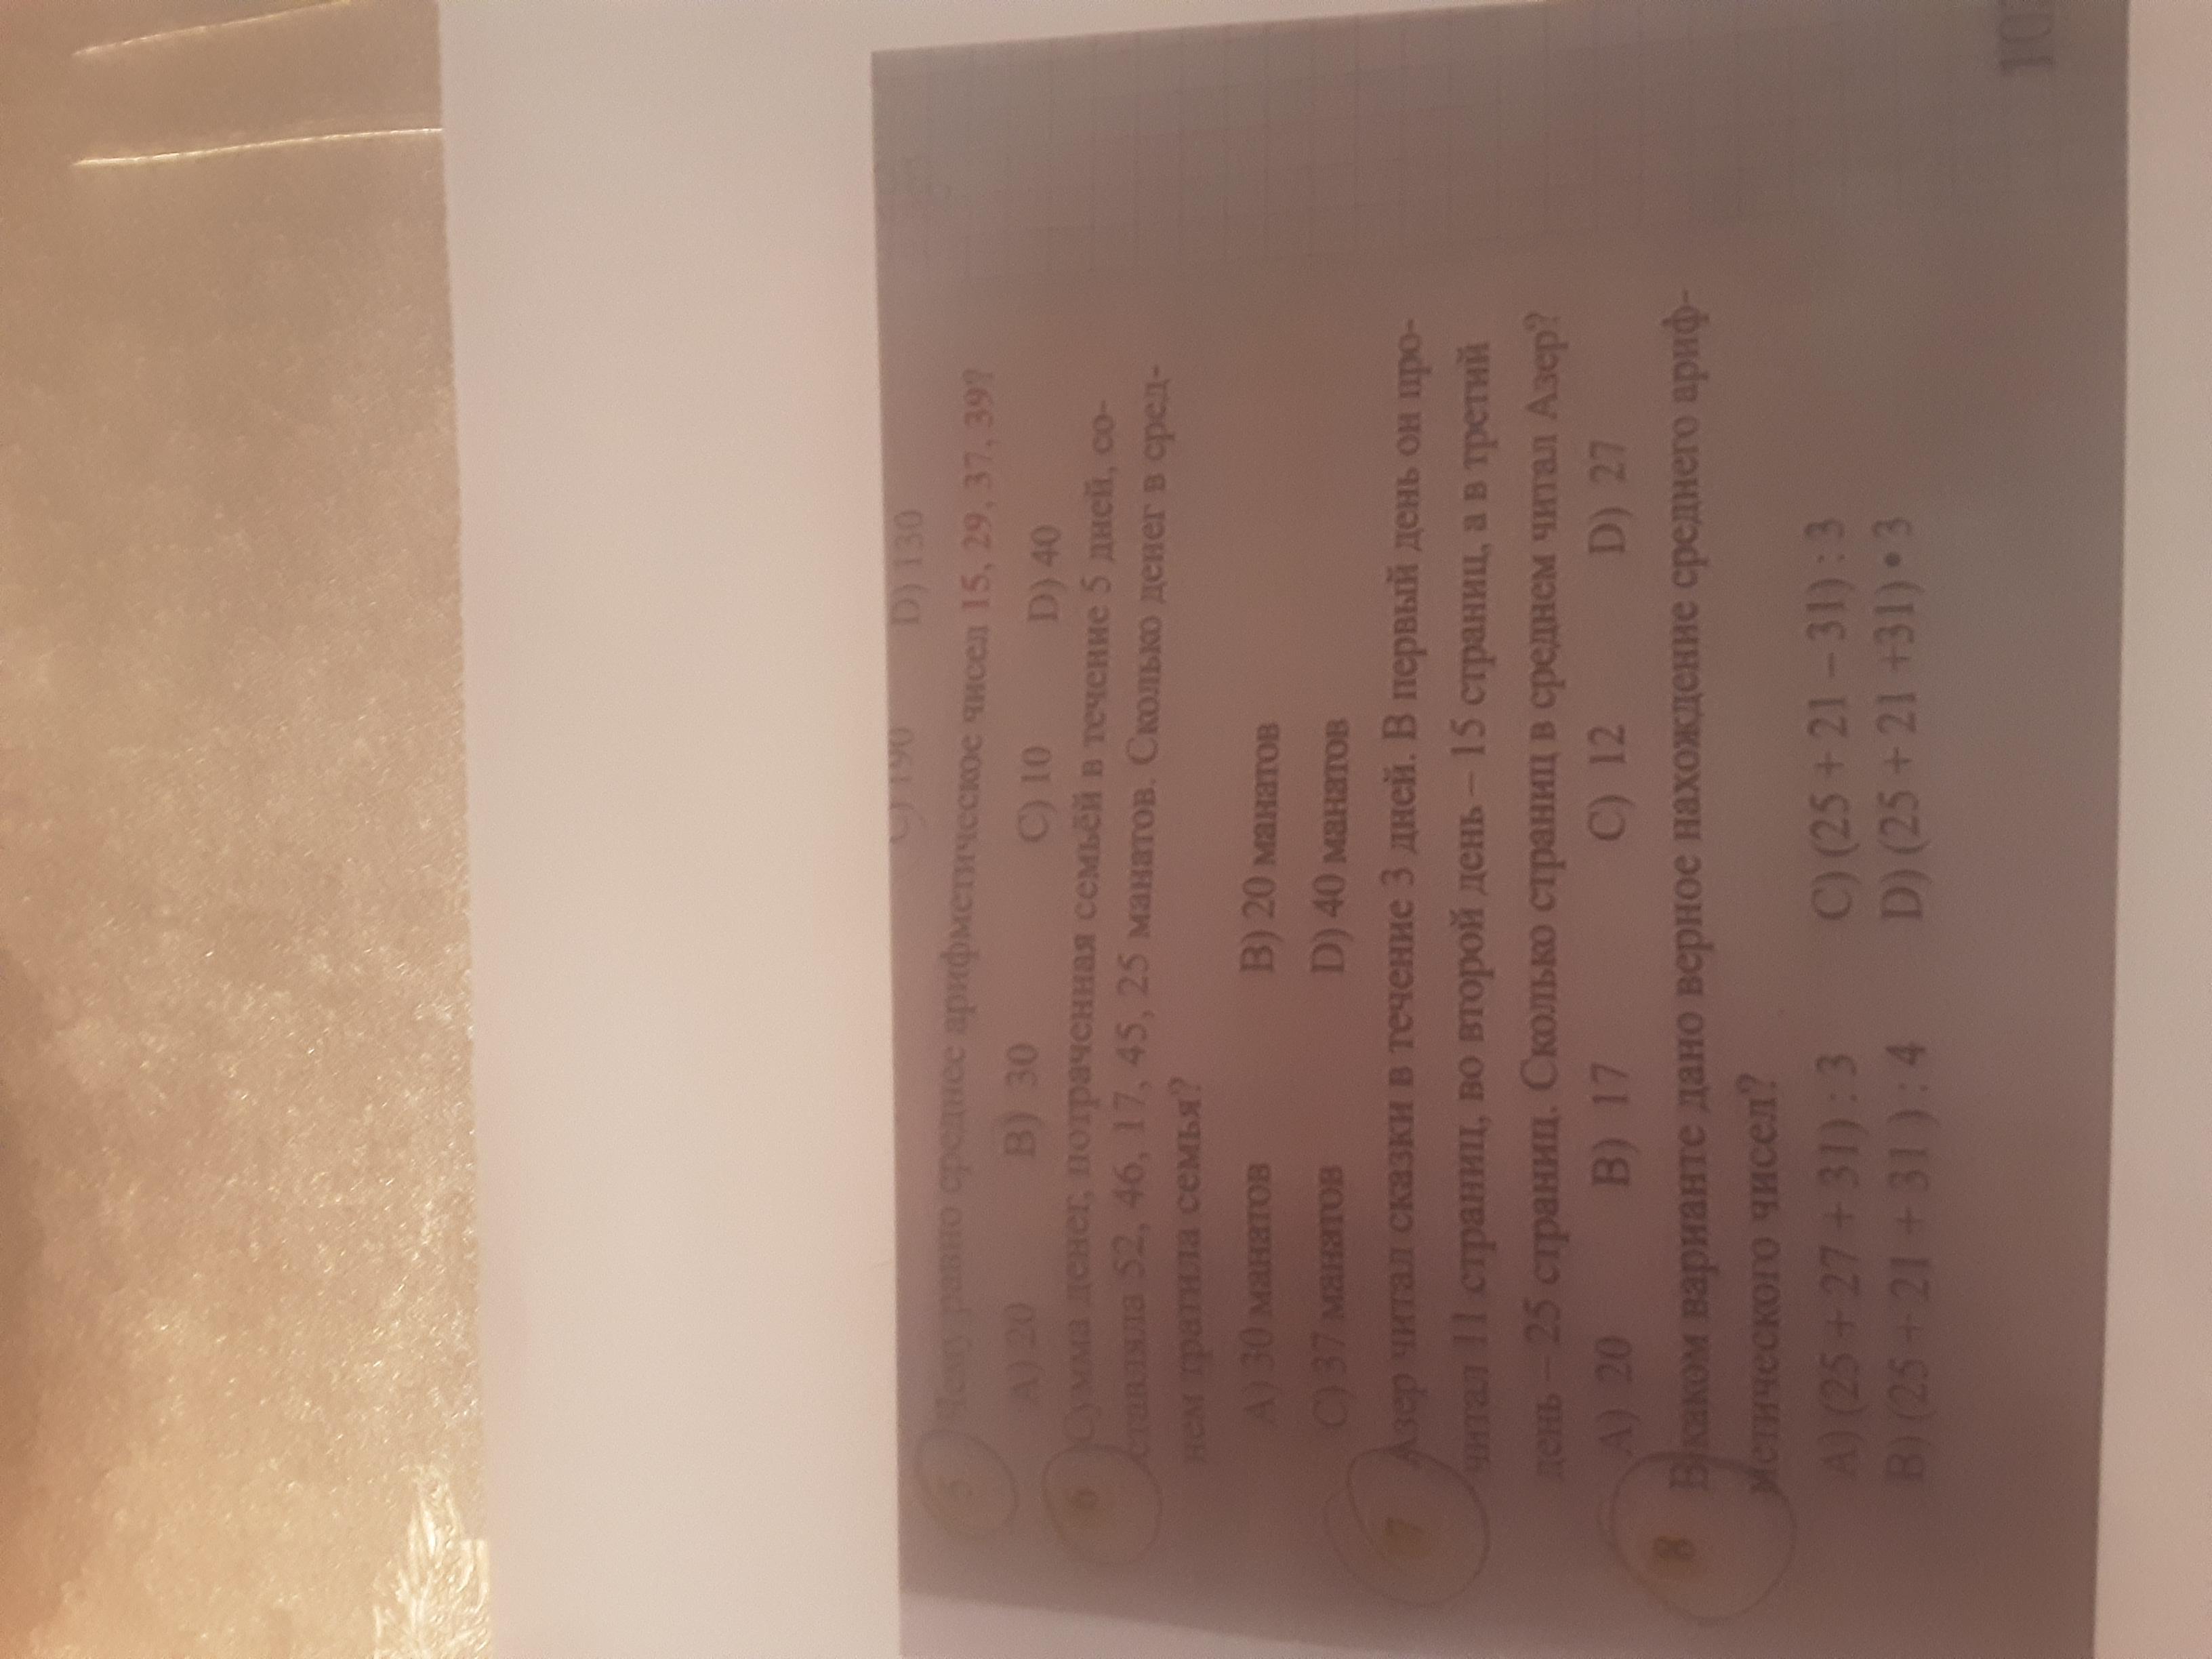 C) 190 D) 130
5 Чему равно среднее арифметическое чисел 15, 29, 37, 39?
A) 20 B) 30 C) 10 D) 40
6 Сумма денег, потраченная семьёй в течение 5 дней, со-
ставляла 52, 46, 17, 45, 25 манатов. Сколько денег в сред-
нем тратила семья?
A) 30 манатов B) 20 манатов
C) 37 манатов D) 40 манатов
7 Азер читал сказки в течение 3 дней. В первый день он про-
читал 11 страниц, во второй день – 15 страниц, а в третий
день – 25 страниц. Сколько страниц в среднем читал Азер?
A) 20 B) 17 C) 12 D) 27
8 В каком варианте дано верное нахождение среднего ариф-
метического чисел?
A) (25 + 27 + 31) : 3 C) (25 + 21 – 31) : 3
B) (25 + 21 + 31 ) : 4 D) (25 + 21 +31) • 3